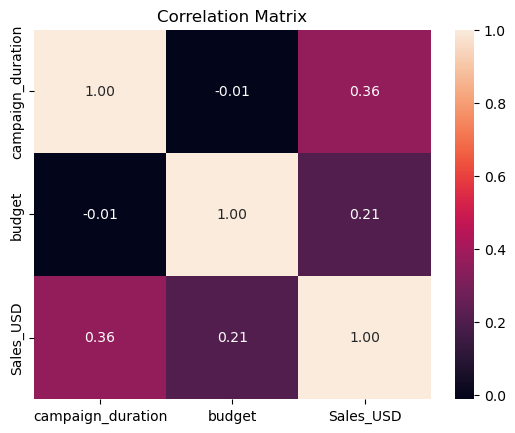 Correlation Matrix
campaign_duration
1.00
-0.01
0.36
budget
-0.01
1.00
0.21
Sales_USD
0.36
0.21
1.00
campaign_duration
budget
Sales_USD
1.0
0.8
0.6
0.4
0.2
0.0